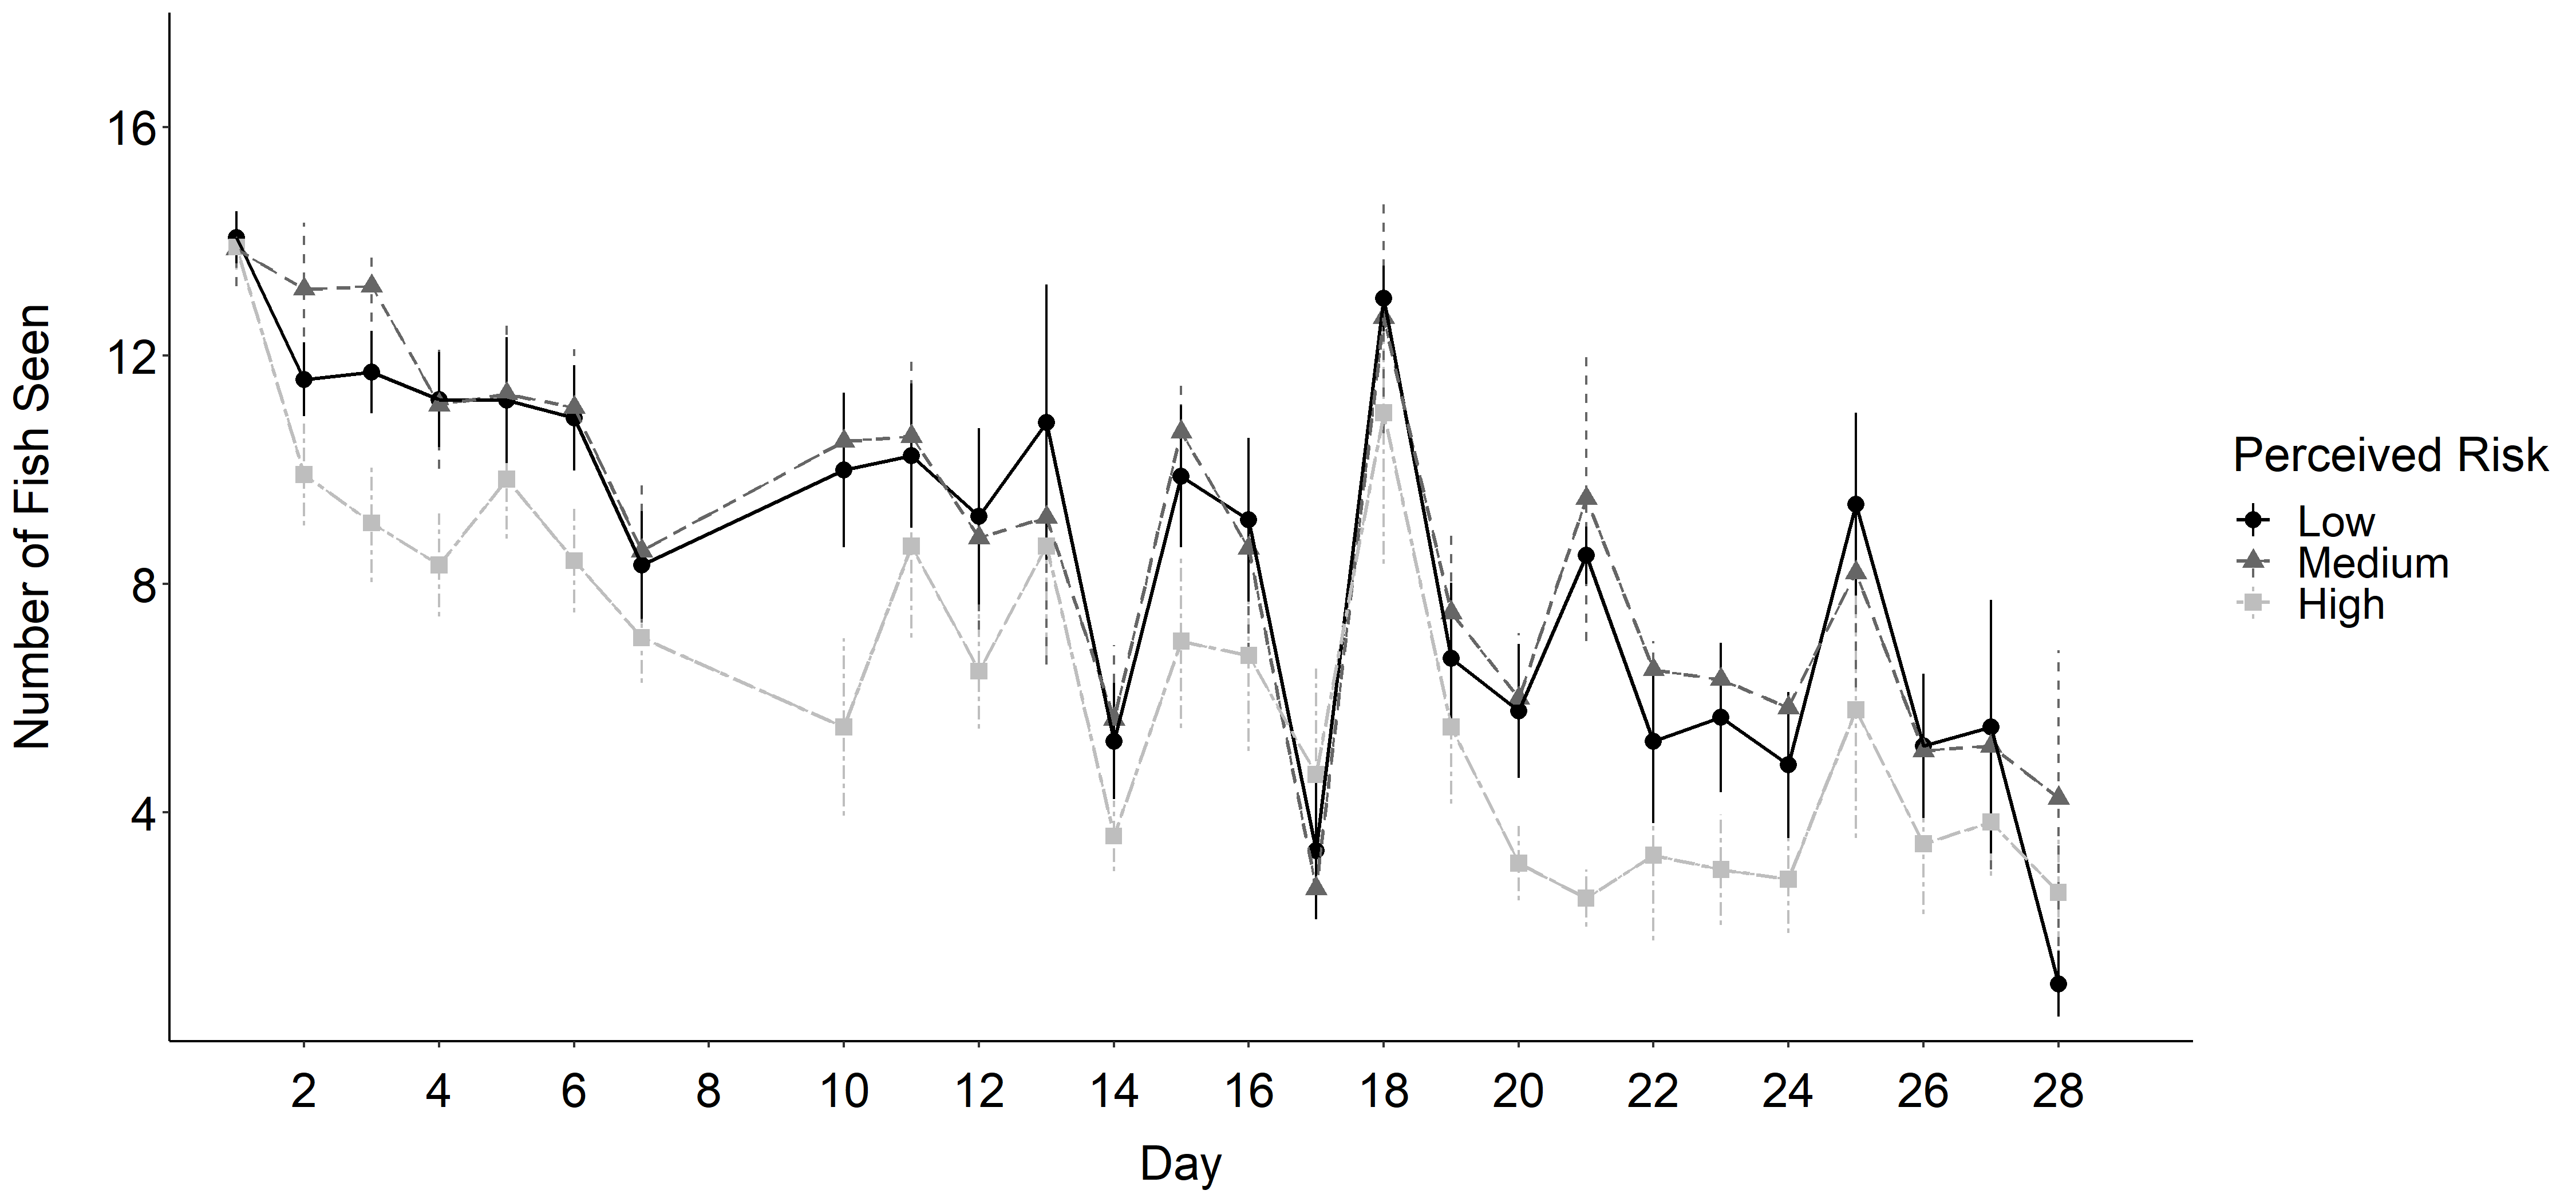 Number of Fish Seen
16
12
8
4
2 4 6 8 10 12 14 16 18 20 22 24 26 28
Day
Perceived Risk
Low
Medium
High